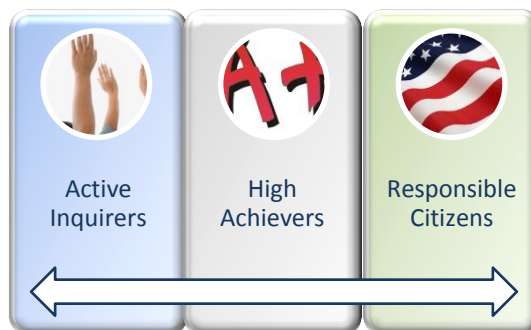 A+
Active
Inquirers
High
Achievers
Responsible
Citizens